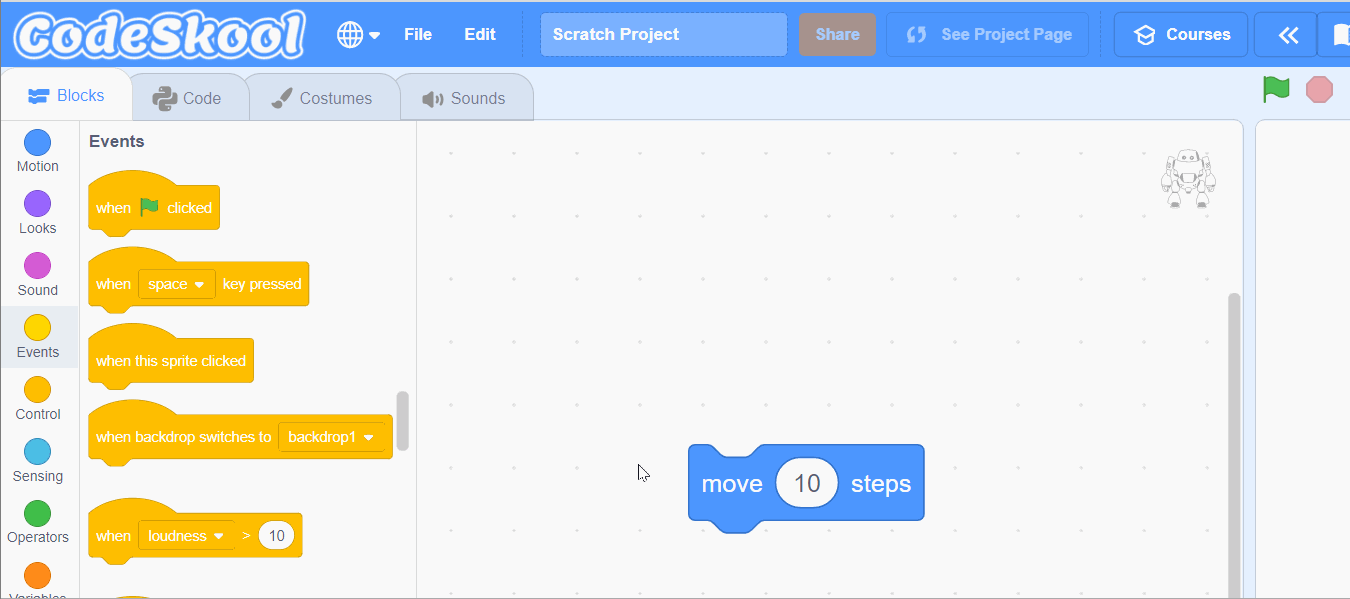 CodeSkool File Edit Scratch Project Share See Project Page Courses
Blocks Code Costumes Sounds
Motion
Looks
Sound
Events
Control
Sensing
Operators
Variables
Events
when clicked
when space key pressed
when this sprite clicked
when backdrop switches to backdrop1
when loudness > 10
move 10 steps